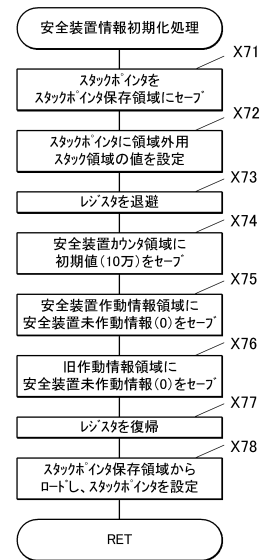 安全装置情報初期化処理
X71
スタックポインタを
スタックポインタ保存領域にセーブ
X72
スタックポインタに領域外用
スタック領域の値を設定
X73
レジスタを退避
X74
安全装置カウンタ領域に
初期値(10万)をセーブ
X75
安全装置作動情報領域に
安全装置未作動情報(0)をセーブ
X76
旧作動情報領域に
安全装置未作動情報(0)をセーブ
X77
レジスタを復帰
X78
スタックポインタ保存領域から
ロードし、スタックポインタを設定
RET